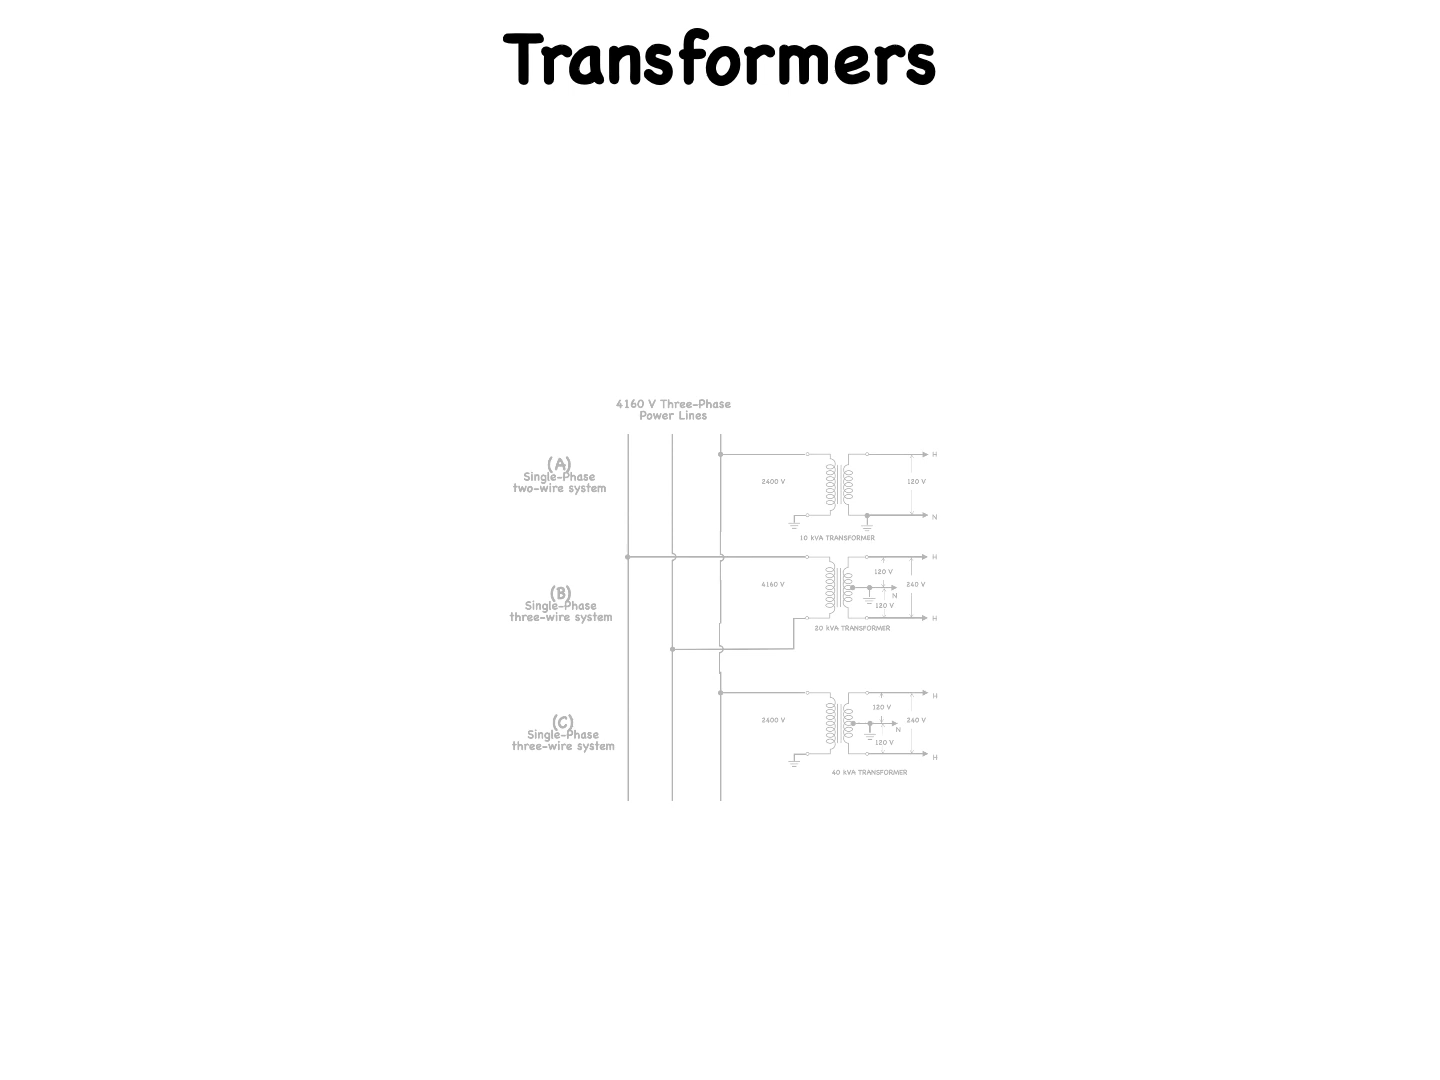 Transformers
4160 V Three-Phase
Power Lines
(A)
Single-Phase
two-wire system
2400 V
120 V
H
N
10 kVA TRANSFORMER
(B)
Single-Phase
three-wire system
4160 V
120 V
240 V
120 V
H
N
H
20 kVA TRANSFORMER
(C)
Single-Phase
three-wire system
2400 V
120 V
240 V
120 V
H
N
H
40 kVA TRANSFORMER